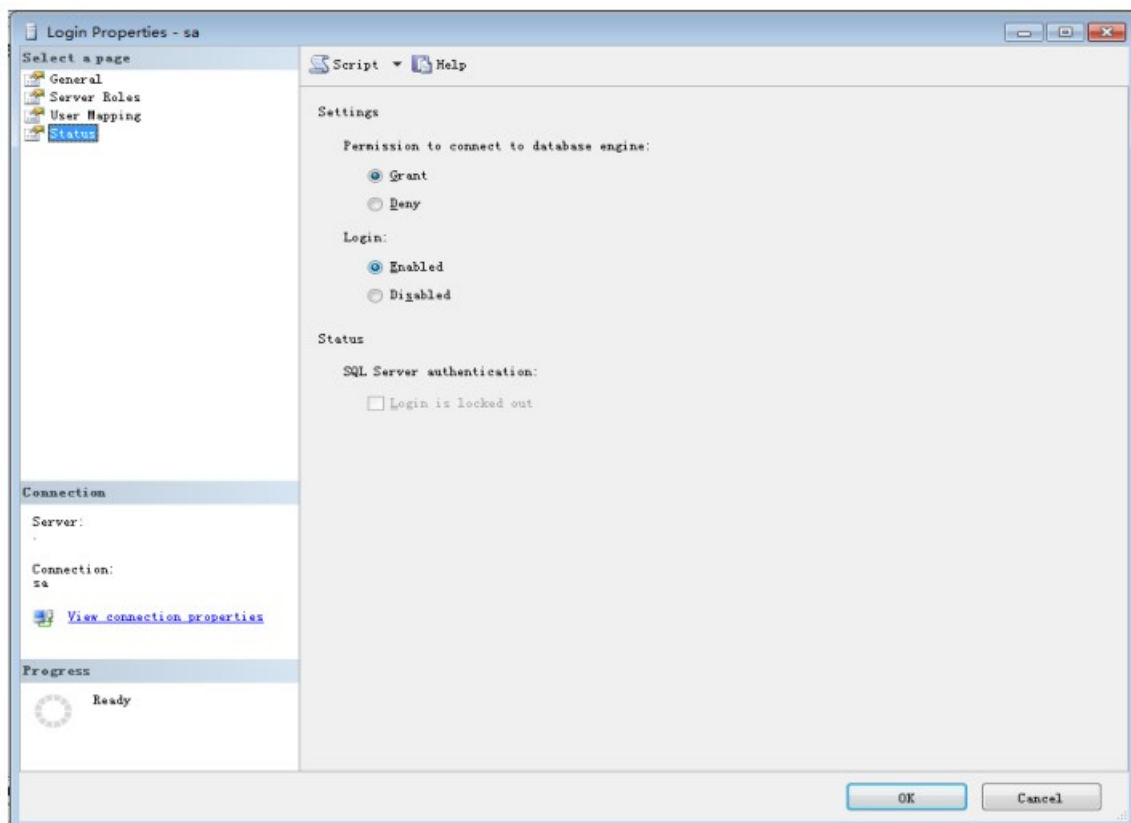 Login Properties - sa
Select a page
General
Server Roles
User Mapping
Status
Script
Help
Settings
Permission to connect to database engine:
Grant
Deny
Login:
Enabled
Disabled
Status
SQL Server authentication:
Login is locked out
Connection
Server:
.
Connection:
sa
View connection properties
Progress
Ready
OK
Cancel